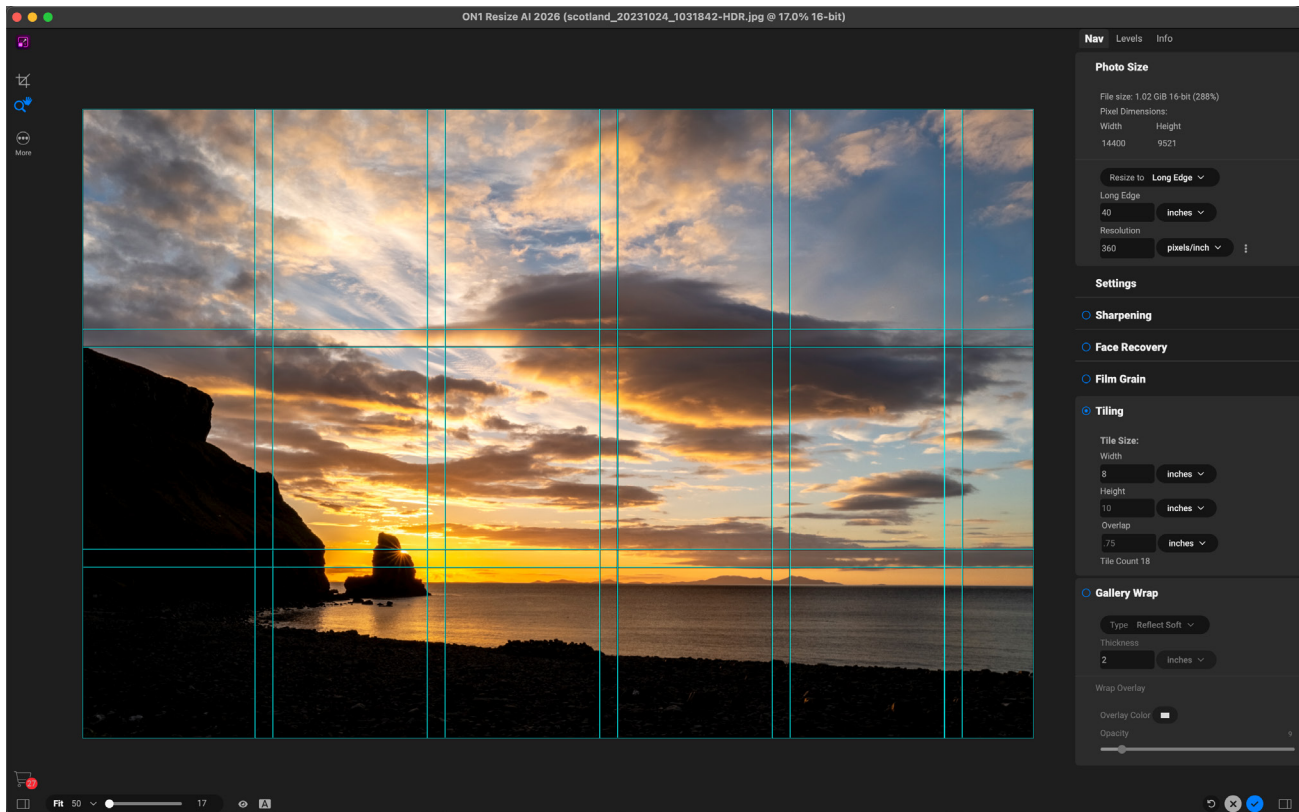 ON1 Resize AI 2026 (scotland_20231024_1031842-HDR.jpg @ 17.0% 16-bit)
Nav Levels Info
Photo Size
File size: 1.02 GiB 16-bit (288%)
Pixel Dimensions:
Width Height
14400 9521
Resize to Long Edge
Long Edge
40 inches
Resolution
360 pixels/inch
Settings
Sharpening
Face Recovery
Film Grain
Tiling
Tile Size:
Width
8 inches
Height
10 inches
Overlap
.75 inches
Tile Count 18
Gallery Wrap
Type Reflect Soft
Thickness
2 inches
Wrap Overlay
Overlay Color
Opacity 9
More
27
Fit 50 17 A